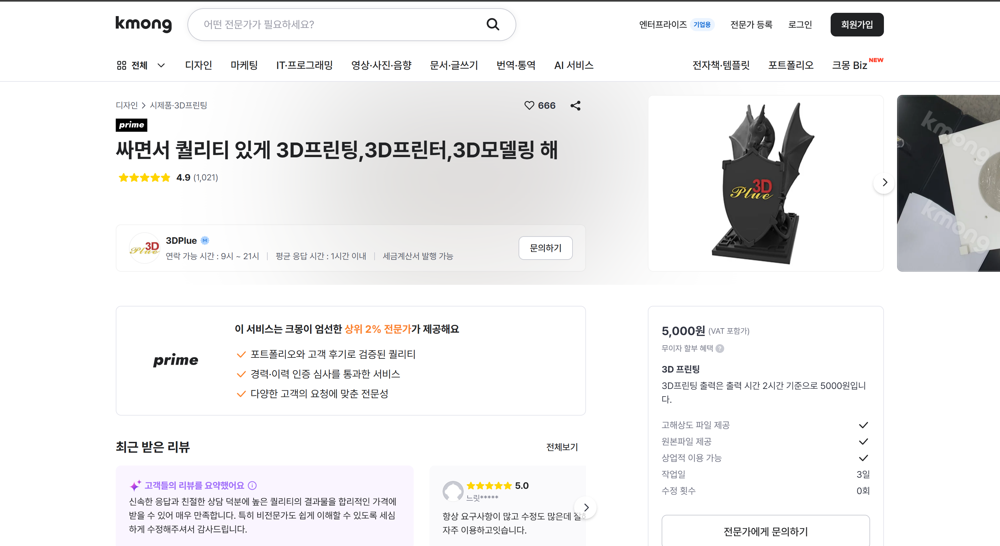 kmong
어떤 전문가가 필요하세요?
엔터프라이즈 기업용
전문가 등록
로그인
회원가입
전체
디자인
마케팅
IT·프로그래밍
영상·사진·음향
문서·글쓰기
번역·통역
AI 서비스
전자책·템플릿
포트폴리오
크몽 Biz NEW
디자인 > 시제품·3D프린팅
666
prime
싸면서 퀄리티 있게 3D프린팅,3D프린터,3D모델링 해
4.9 (1,021)
3D
Plue
3DPlue M
연락 가능 시간 : 9시 ~ 21시 | 평균 응답 시간 : 1시간 이내 | 세금계산서 발행 가능
문의하기
3D
Plue
kmong
kmong
prime
이 서비스는 크몽이 엄선한 상위 2% 전문가가 제공해요
포트폴리오와 고객 후기로 검증된 퀄리티
경력·이력 인증 심사를 통과한 서비스
다양한 고객의 요청에 맞춘 전문성
최근 받은 리뷰
전체보기
고객들의 리뷰를 요약했어요
신속한 응답과 친절한 상담 덕분에 높은 퀄리티의 결과물을 합리적인 가격에
받을 수 있어 매우 만족합니다. 특히 비전문가도 쉽게 이해할 수 있도록 세심
하게 수정해주셔서 감사드립니다.
5.0
느릿*****
항상 요구사항이 많고 수정도 많은데
자주 이용하고잇습니다.
5,000원 (VAT 포함가)
무이자 할부 혜택 ?
3D 프린팅
3D프린팅 출력은 출력 시간 2시간 기준으로 5000원입니
다.
고해상도 파일 제공
원본파일 제공
상업적 이용 가능
작업일 3일
수정 횟수 0회
전문가에게 문의하기